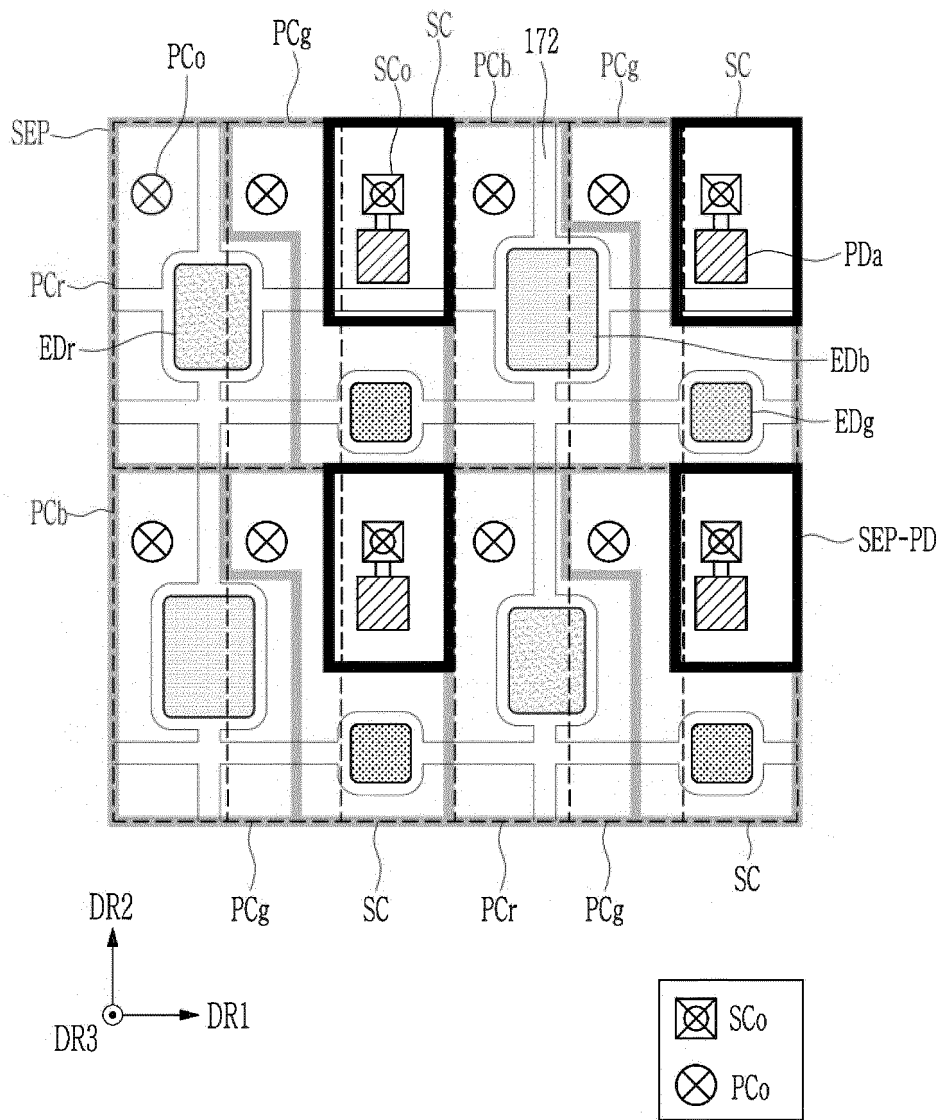 SC
PCg
172
PCo
SCo
PCb
PCg
SC
SEP
PDa
PCr
EDr
EDb
EDg
PCb
SEP-PD
PCg
SC
PCr
PCg
SC
DR2
DR1
DR3
SCo
PCo